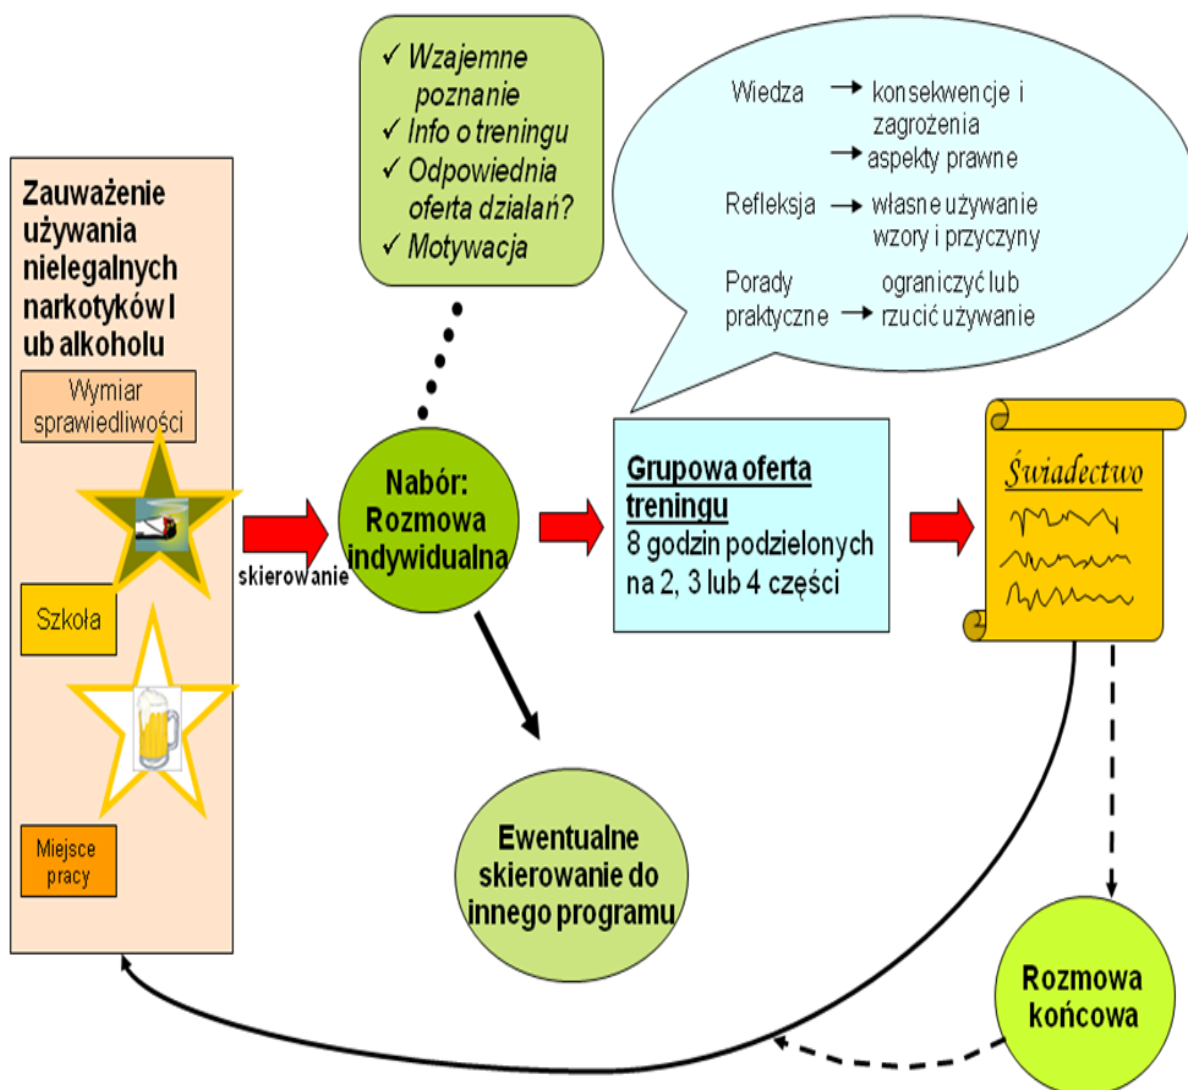 Zauważenie
używania
nielegalnych
narkotyków l
ub alkoholu
Wymiar
sprawiedliwości
Szkoła
Miejsce
pracy
skierowanie
✓ Wzajemne
poznanie
✓ Info o treningu
✓ Odpowiednia
oferta działań?
✓ Motywacja
Nabór:
Rozmowa
indywidualna
Ewentualne
skierowanie do
innego programu
Wiedza → konsekwencje i
zagrożenia
→ aspekty prawne
Refleksja → własne używanie
wzory i przyczyny
Porady ograniczyć lub
praktyczne → rzucić używanie
Grupowa oferta
treningu
8 godzin podzielonych
na 2, 3 lub 4 części
Świadectwo
Rozmowa
końcowa